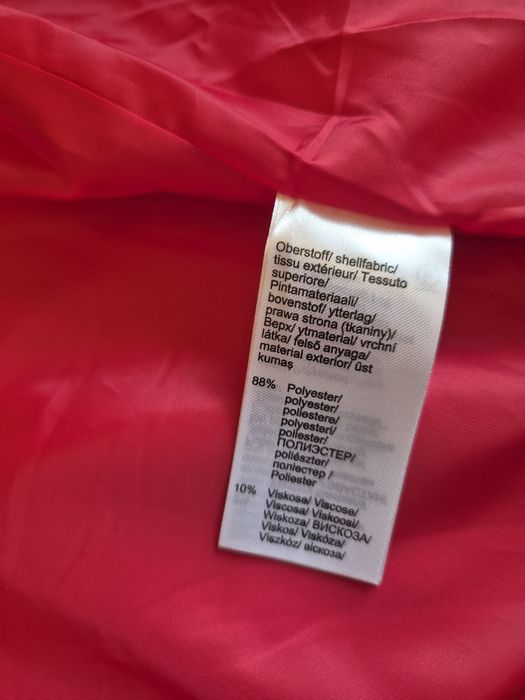 Oberstoff/ shellfabric/
tissu extérieur/ Tessuto
superiore/
Pintamateriaali/
bovenstof/ ytterlag/
prawa strona (tkaniny)/
Верх/ ytmaterial/ vrchní
látka/ felső anyaga/
material exterior/ üst
kumaş
88% Polyester/
polyester/
poliestere/
polyesteri/
poliester/
ПОЛИЭСТЕР/
poliészter/
поліестер /
Poliester
10% Viskose/ Viscose/
Viscosa/ Viskoosi/
Wiskoza/ ВИСКОЗА/
Viskos/ Viskóza/
Viszkóz/ віскоза/